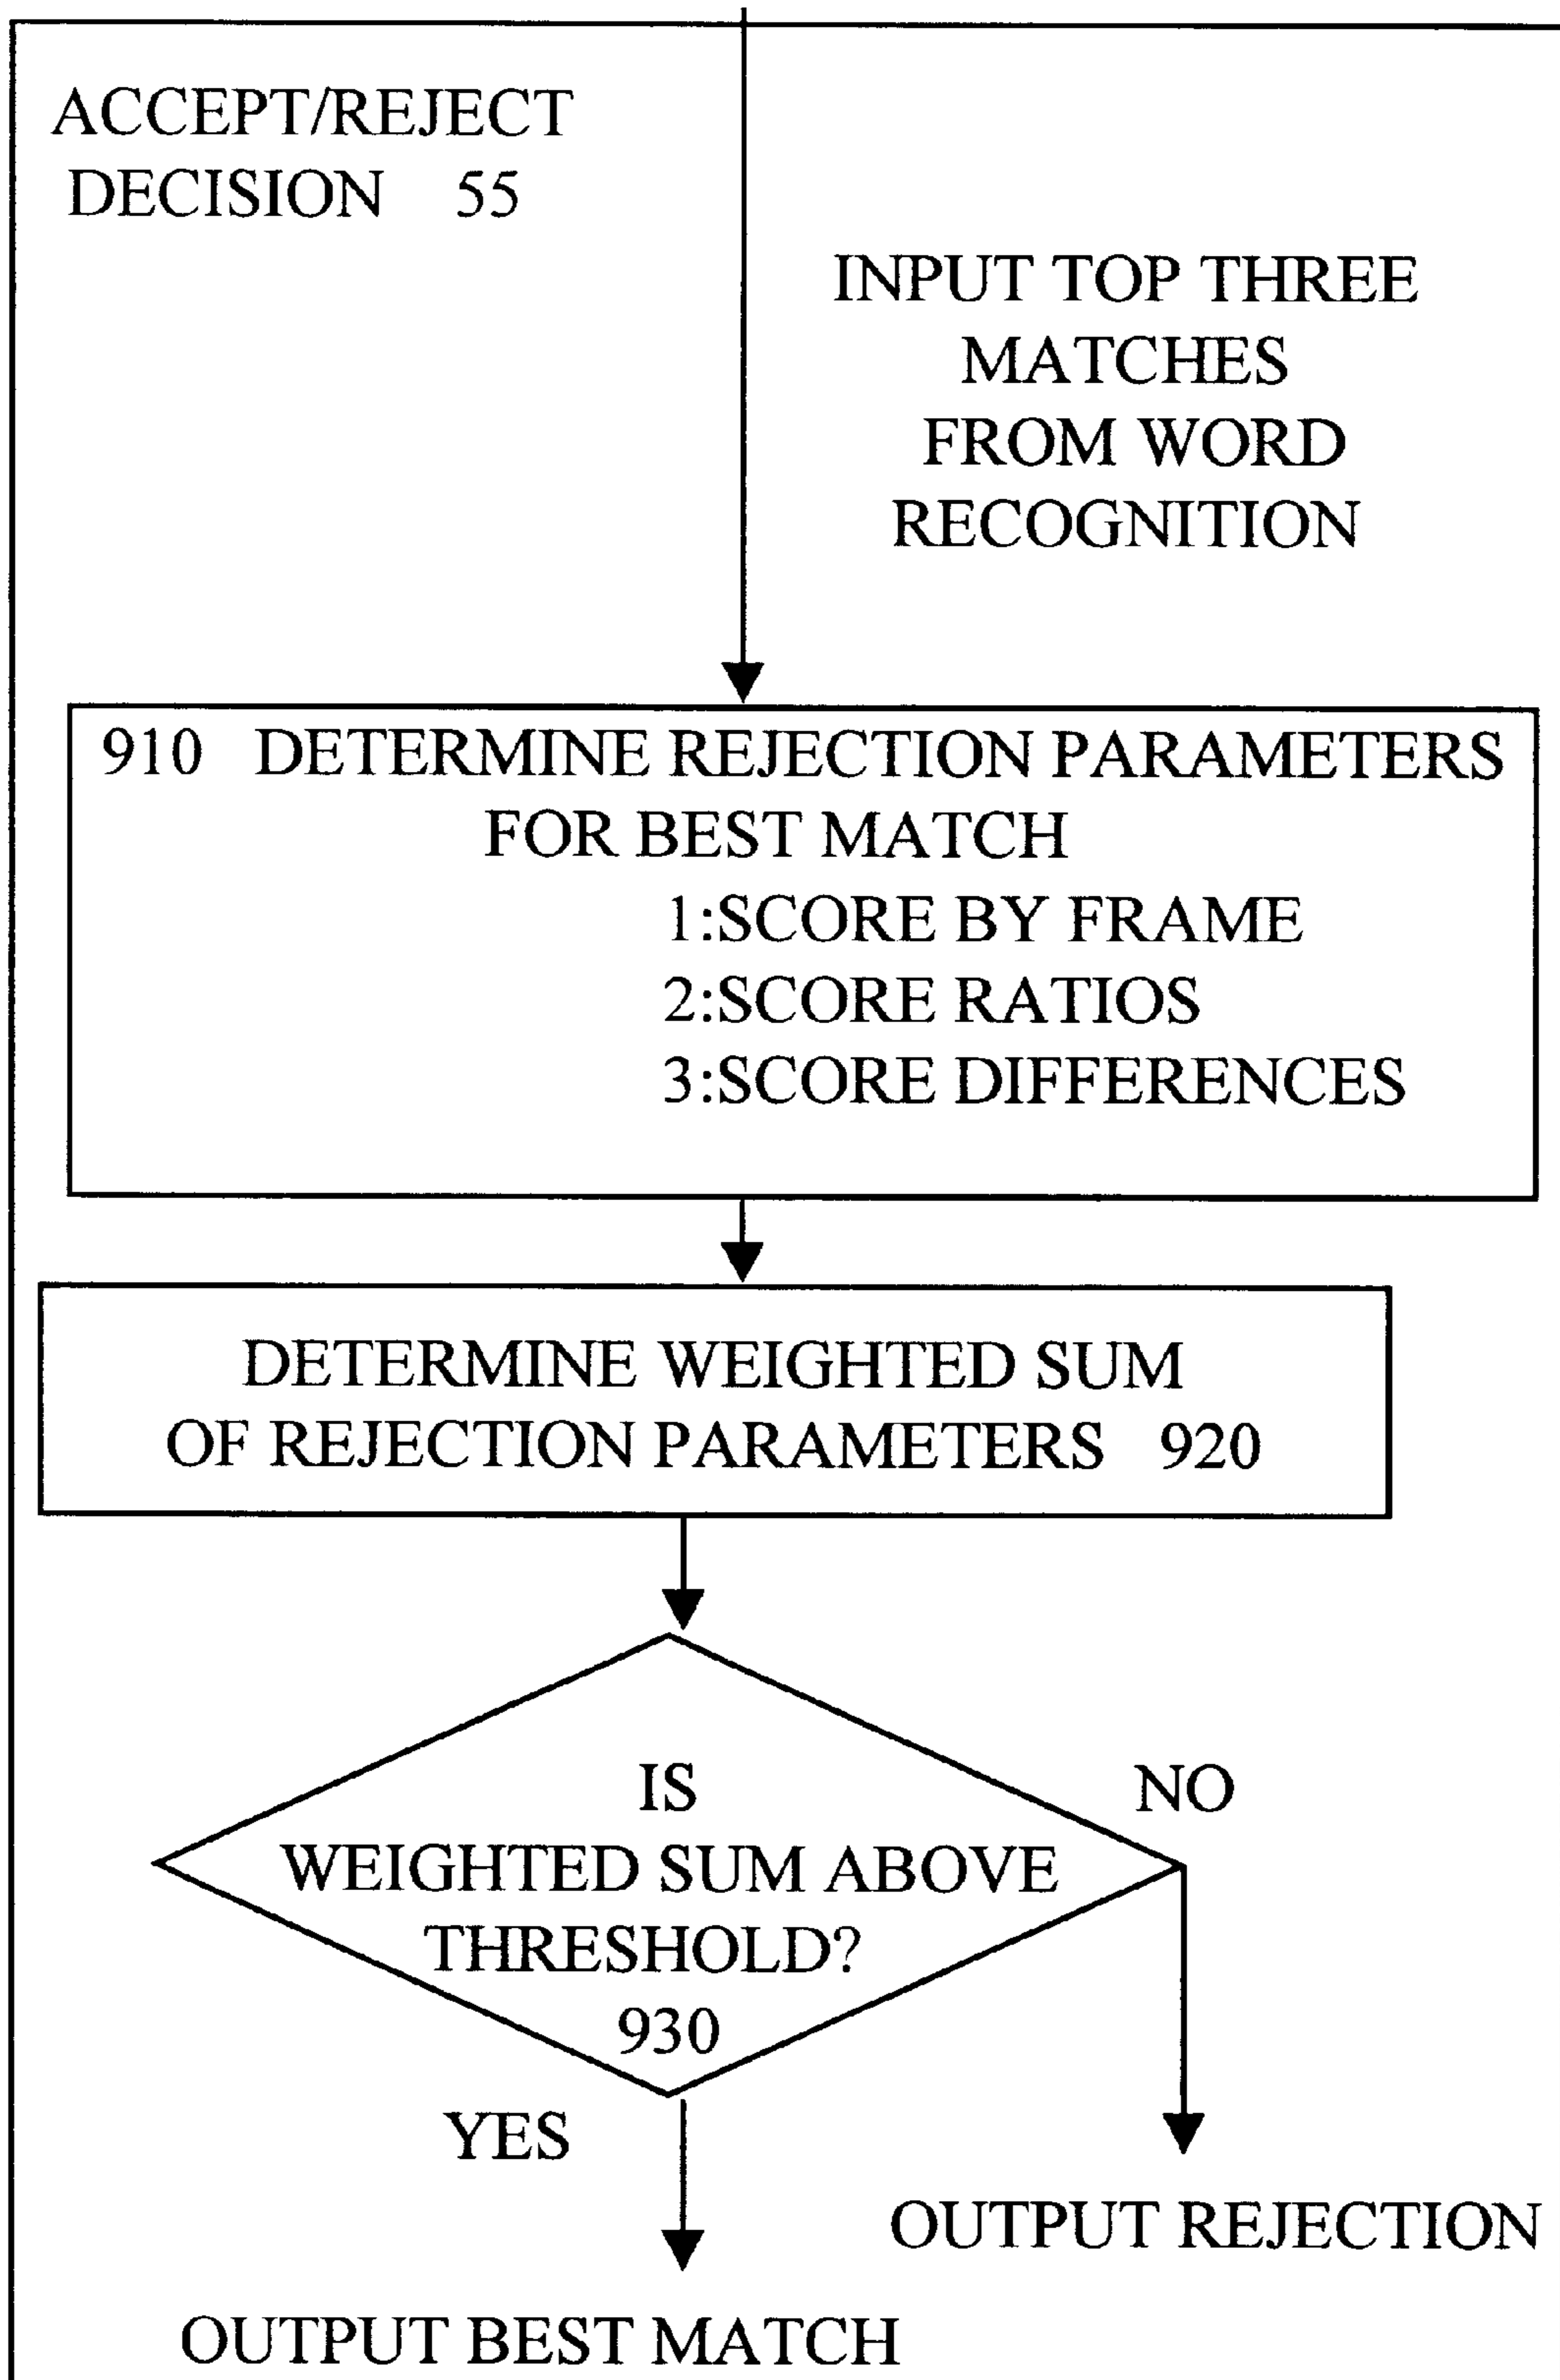 ACCEPT/REJECT
DECISION 55
INPUT TOP THREE
MATCHES
FROM WORD
RECOGNITION
910 DETERMINE REJECTION PARAMETERS
FOR BEST MATCH
1:SCORE BY FRAME
2:SCORE RATIOS
3:SCORE DIFFERENCES
DETERMINE WEIGHTED SUM
OF REJECTION PARAMETERS 920
IS
WEIGHTED SUM ABOVE
THRESHOLD?
930
NO
YES
OUTPUT REJECTION
OUTPUT BEST MATCH